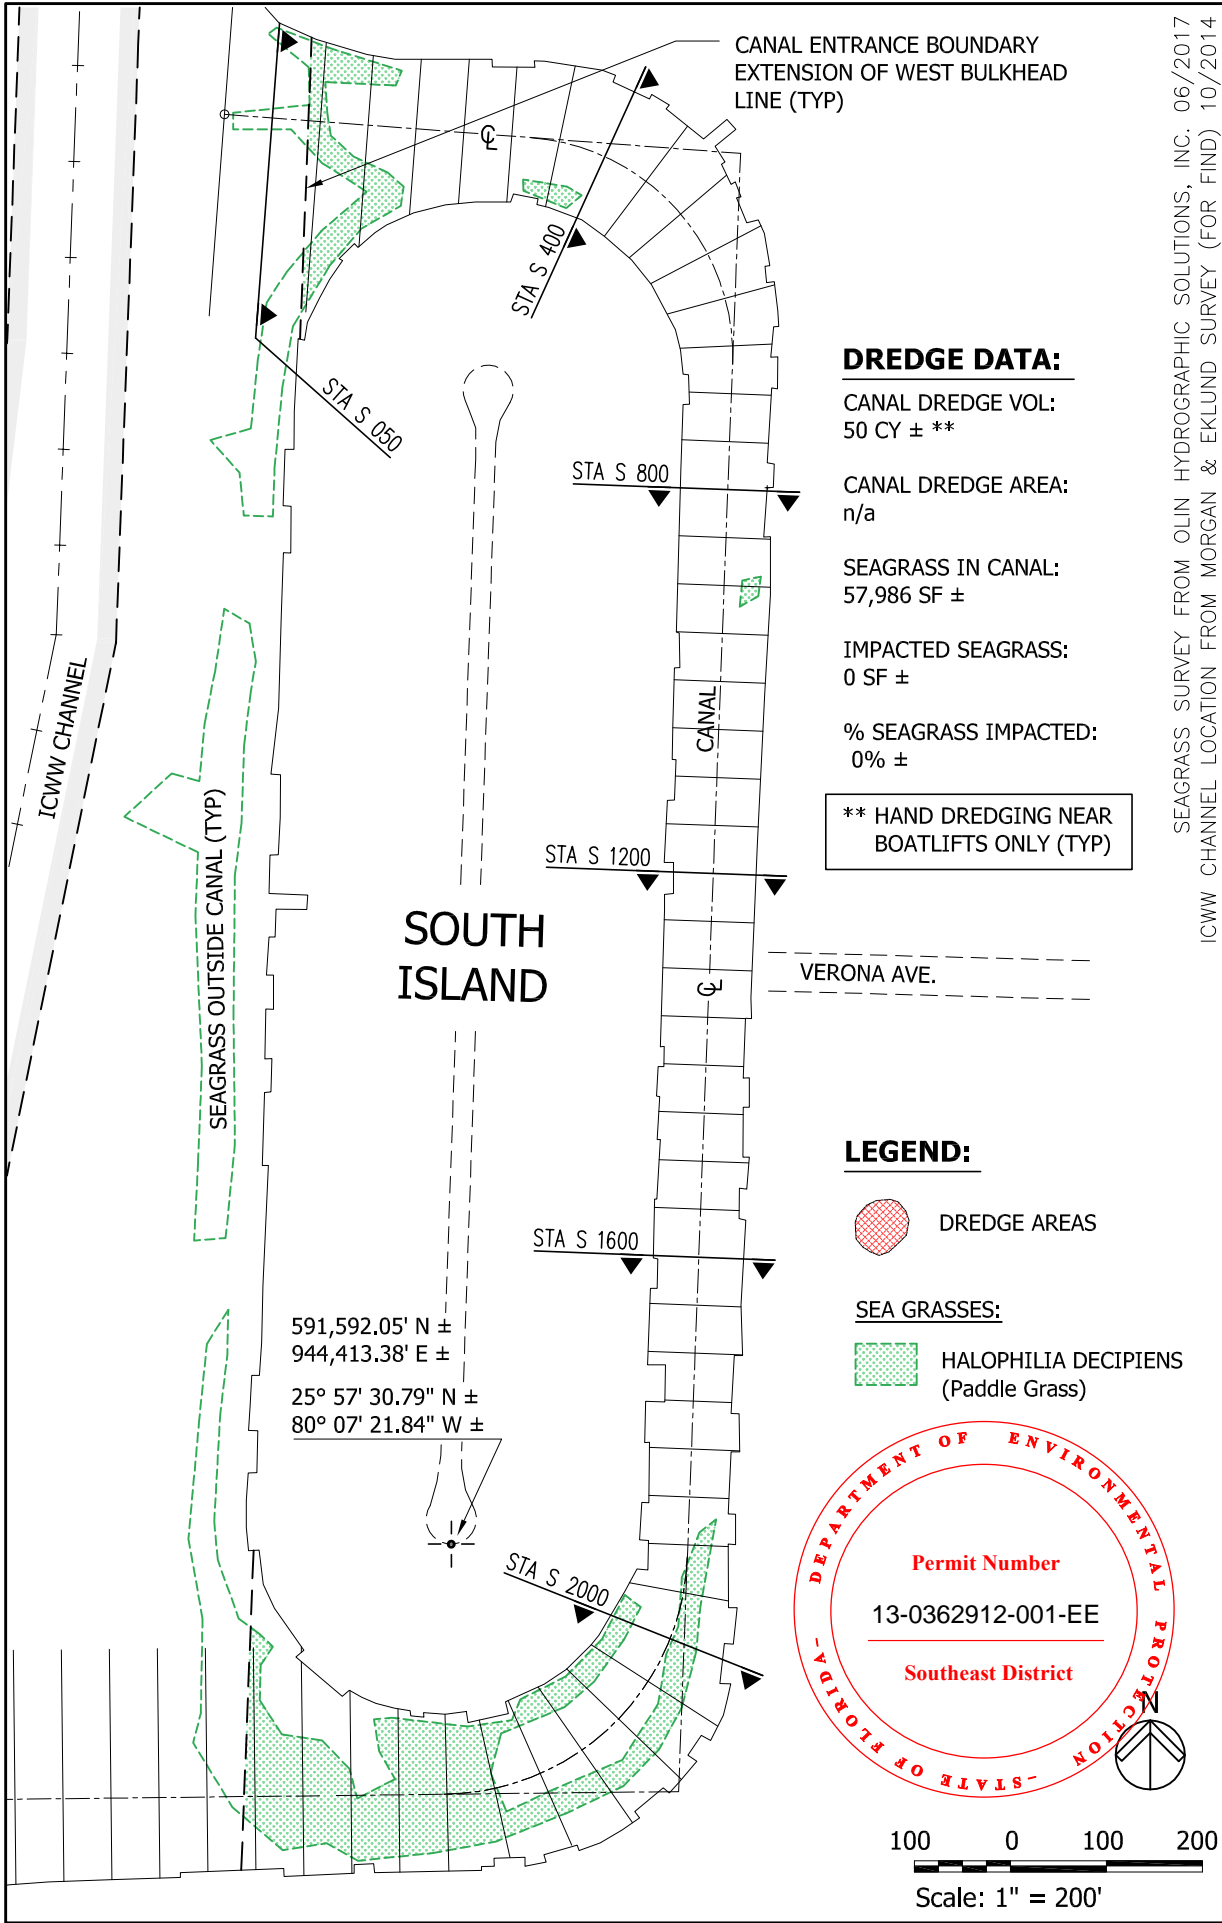 CANAL ENTRANCE BOUNDARY
EXTENSION OF WEST BULKHEAD
LINE (TYP)
SEAGRASS SURVEY FROM OLIN HYDROGRAPHIC SOLUTIONS, INC. 06/2017
ICWW CHANNEL LOCATION FROM MORGAN & EKLUND SURVEY (FOR FIND) 10/2014
STA S 400
STA S 050
STA S 800
DREDGE DATA:
CANAL DREDGE VOL:
50 CY ± **
CANAL DREDGE AREA:
n/a
SEAGRASS IN CANAL:
57,986 SF ±
IMPACTED SEAGRASS:
0 SF ±
% SEAGRASS IMPACTED:
0% ±
** HAND DREDGING NEAR
BOATLIFTS ONLY (TYP)
ICWW CHANNEL
CANAL
SEAGRASS OUTSIDE CANAL (TYP)
STA S 1200
SOUTH
ISLAND
VERONA AVE.
STA S 1600
LEGEND:
DREDGE AREAS
SEA GRASSES:
HALOPHILIA DECIPIENS
(Paddle Grass)
591,592.05' N ±
944,413.38' E ±
25° 57' 30.79" N ±
80° 07' 21.84" W ±
STA S 2000
DEPARTMENT OF ENVIRONMENTAL PROTECTION
-STATE OF FLORIDA-
Permit Number
13-0362912-001-EE
Southeast District
N
100 0 100 200
Scale: 1" = 200'